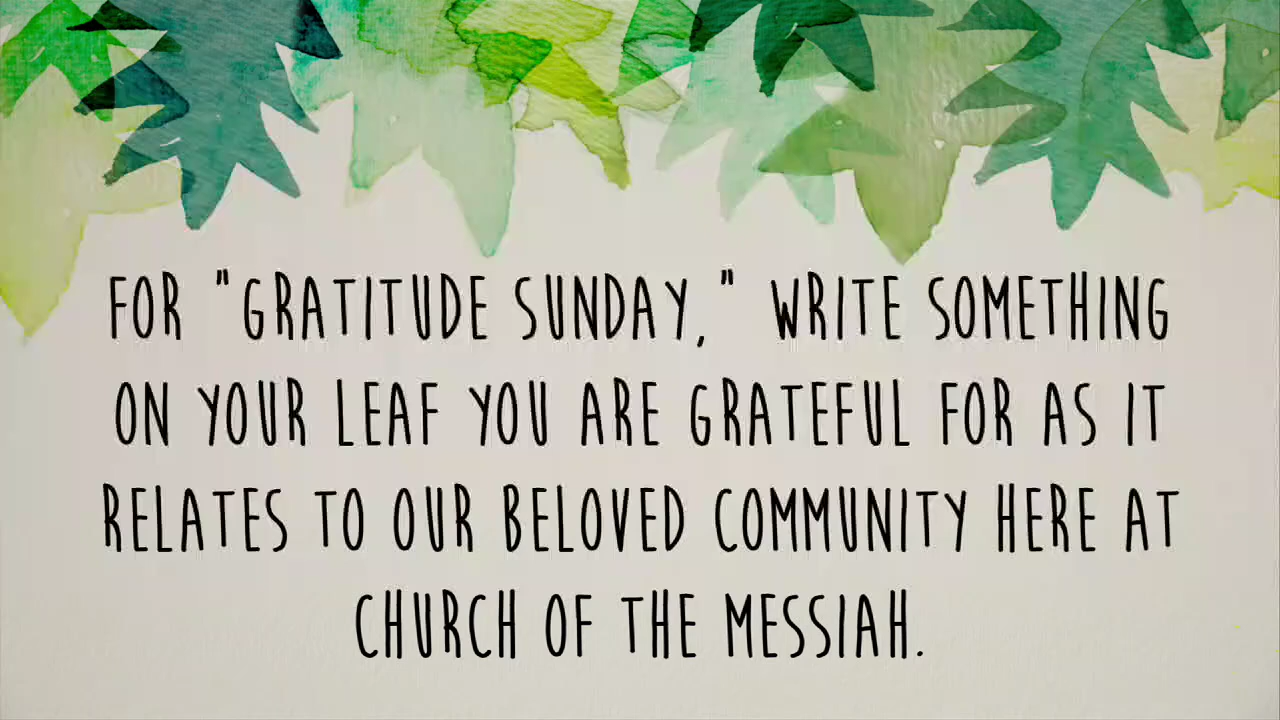 FOR "GRATITUDE SUNDAY," WRITE SOMETHING
ON YOUR LEAF YOU ARE GRATEFUL FOR AS IT
RELATES TO OUR BELOVED COMMUNITY HERE AT
CHURCH OF THE MESSIAH.